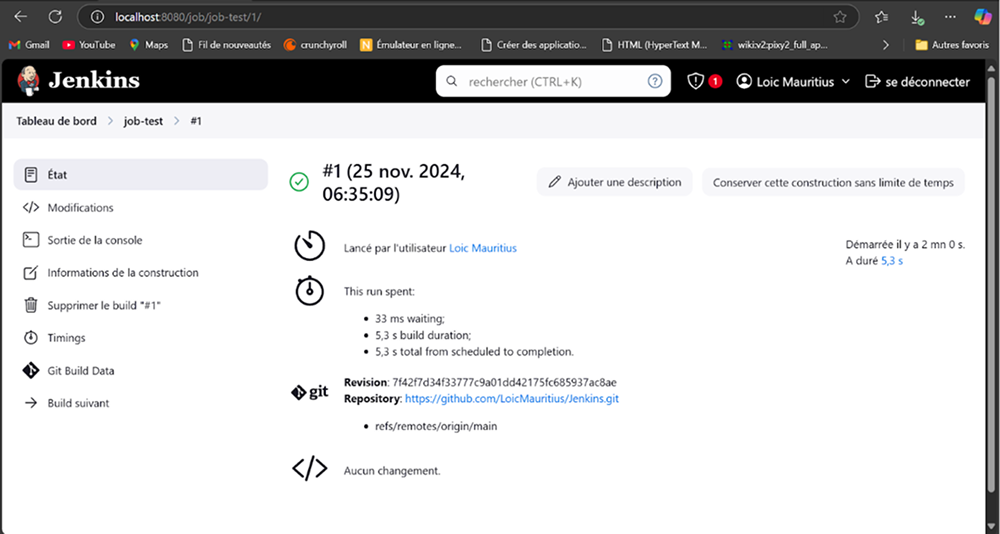 localhost:8080/job/job-test/1/
Gmail YouTube Maps Fil de nouveautés crunchyroll Émulateur en ligne... Créer des applicatio... HTML (HyperText M... wiki:v2:pixy2_full_ap... Autres favoris
Jenkins rechercher (CTRL+K) ? 1 Loic Mauritius se déconnecter
Tableau de bord > job-test > #1
État
Modifications
Sortie de la console
Informations de la construction
Supprimer le build "#1"
Timings
Git Build Data
Build suivant
#1 (25 nov. 2024,
06:35:09)
Ajouter une description
Conserver cette construction sans limite de temps
Lancé par l'utilisateur Loic Mauritius
Démarrée il y a 2 mn 0 s.
A duré 5,3 s
This run spent:
• 33 ms waiting;
• 5,3 s build duration;
• 5,3 s total from scheduled to completion.
git
Revision: 7f42f7d34f33777c9a01dd42175fc685937ac8ae
Repository: https://github.com/LoicMauritius/Jenkins.git
• refs/remotes/origin/main
Aucun changement.